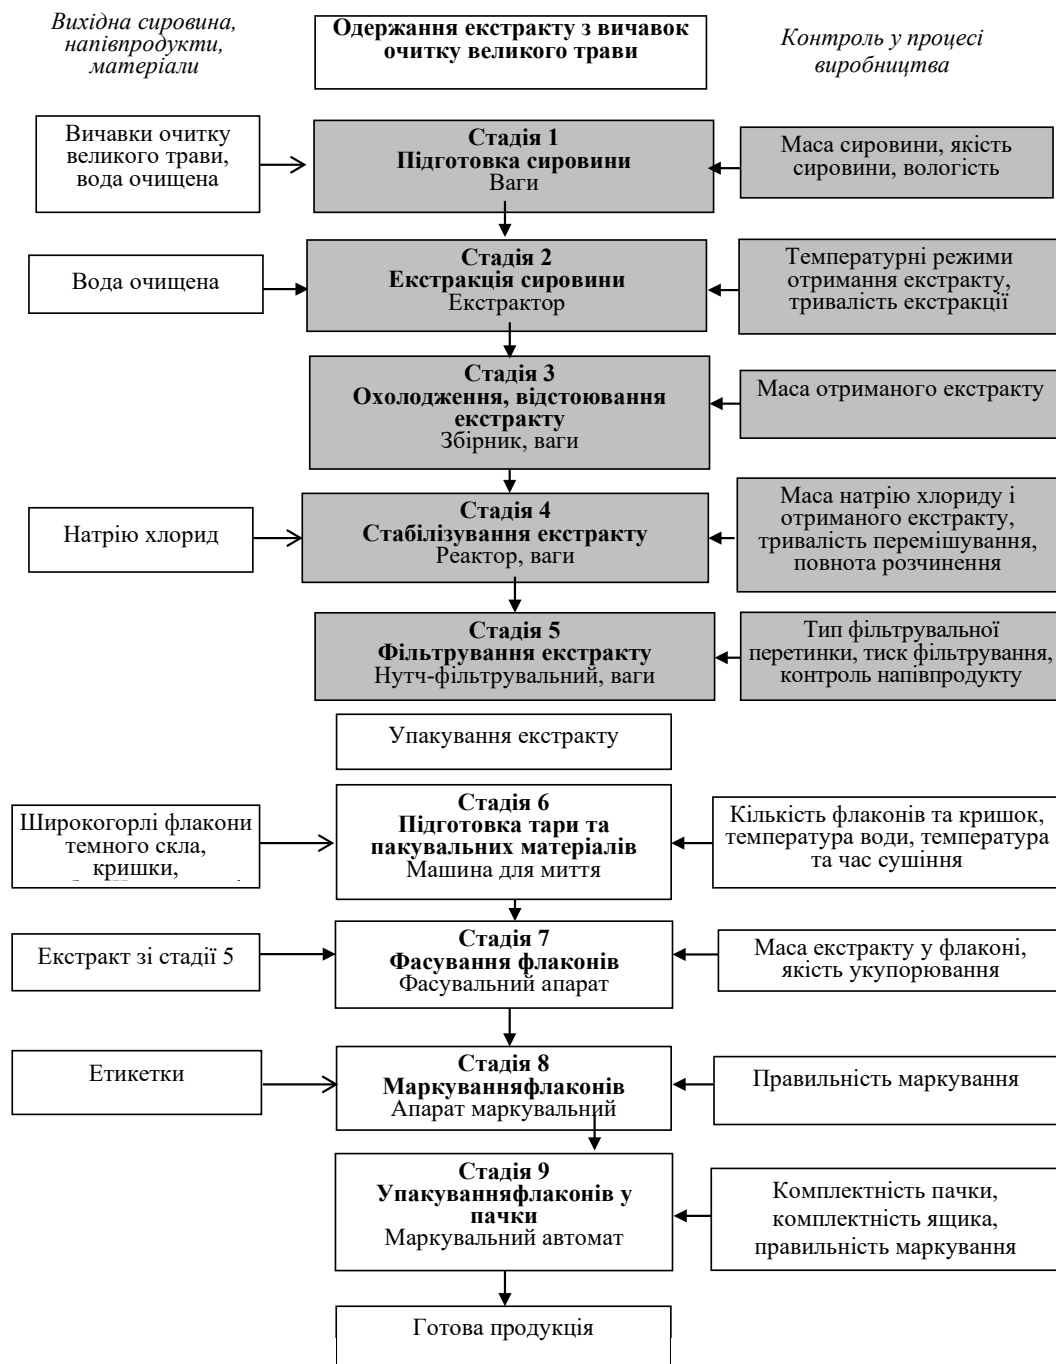 Вихідна сировина,
напівпродукти,
матеріали
Одержання екстракту з вичавок
очитку великого трави
Контроль у процесі
виробництва
Вичавки очитку
великого трави,
вода очищена
Стадія 1
Підготовка сировини
Ваги
Маса сировини, якість
сировини, вологість
Вода очищена
Стадія 2
Екстракція сировини
Екстрактор
Температурні режими
отримання екстракту,
тривалість екстракції
Стадія 3
Охолодження, відстоювання
екстракту
Збірник, ваги
Маса отриманого екстракту
Натрію хлорид
Стадія 4
Стабілізування екстракту
Реактор, ваги
Маса натрію хлориду і
отриманого екстракту,
тривалість перемішування,
повнота розчинення
Стадія 5
Фільтрування екстракту
Нутч-фільтрувальний, ваги
Тип фільтрувальної
перетинки, тиск фільтрування,
контроль напівпродукту
Упакування екстракту
Широкогорлі флакони
темного скла,
кришки,
Стадія 6
Підготовка тари та
пакувальних матеріалів
Машина для миття
Кількість флаконів та кришок,
температура води, температура
та час сушіння
Екстракт зі стадії 5
Стадія 7
Фасування флаконів
Фасувальний апарат
Маса екстракту у флаконі,
якість укупорювання
Етикетки
Стадія 8
Маркуванняфлаконів
Апарат маркувальний
Правильність маркування
Стадія 9
Упакуванняфлаконів у
пачки
Маркувальний автомат
Комплектність пачки,
комплектність ящика,
правильність маркування
Готова продукція